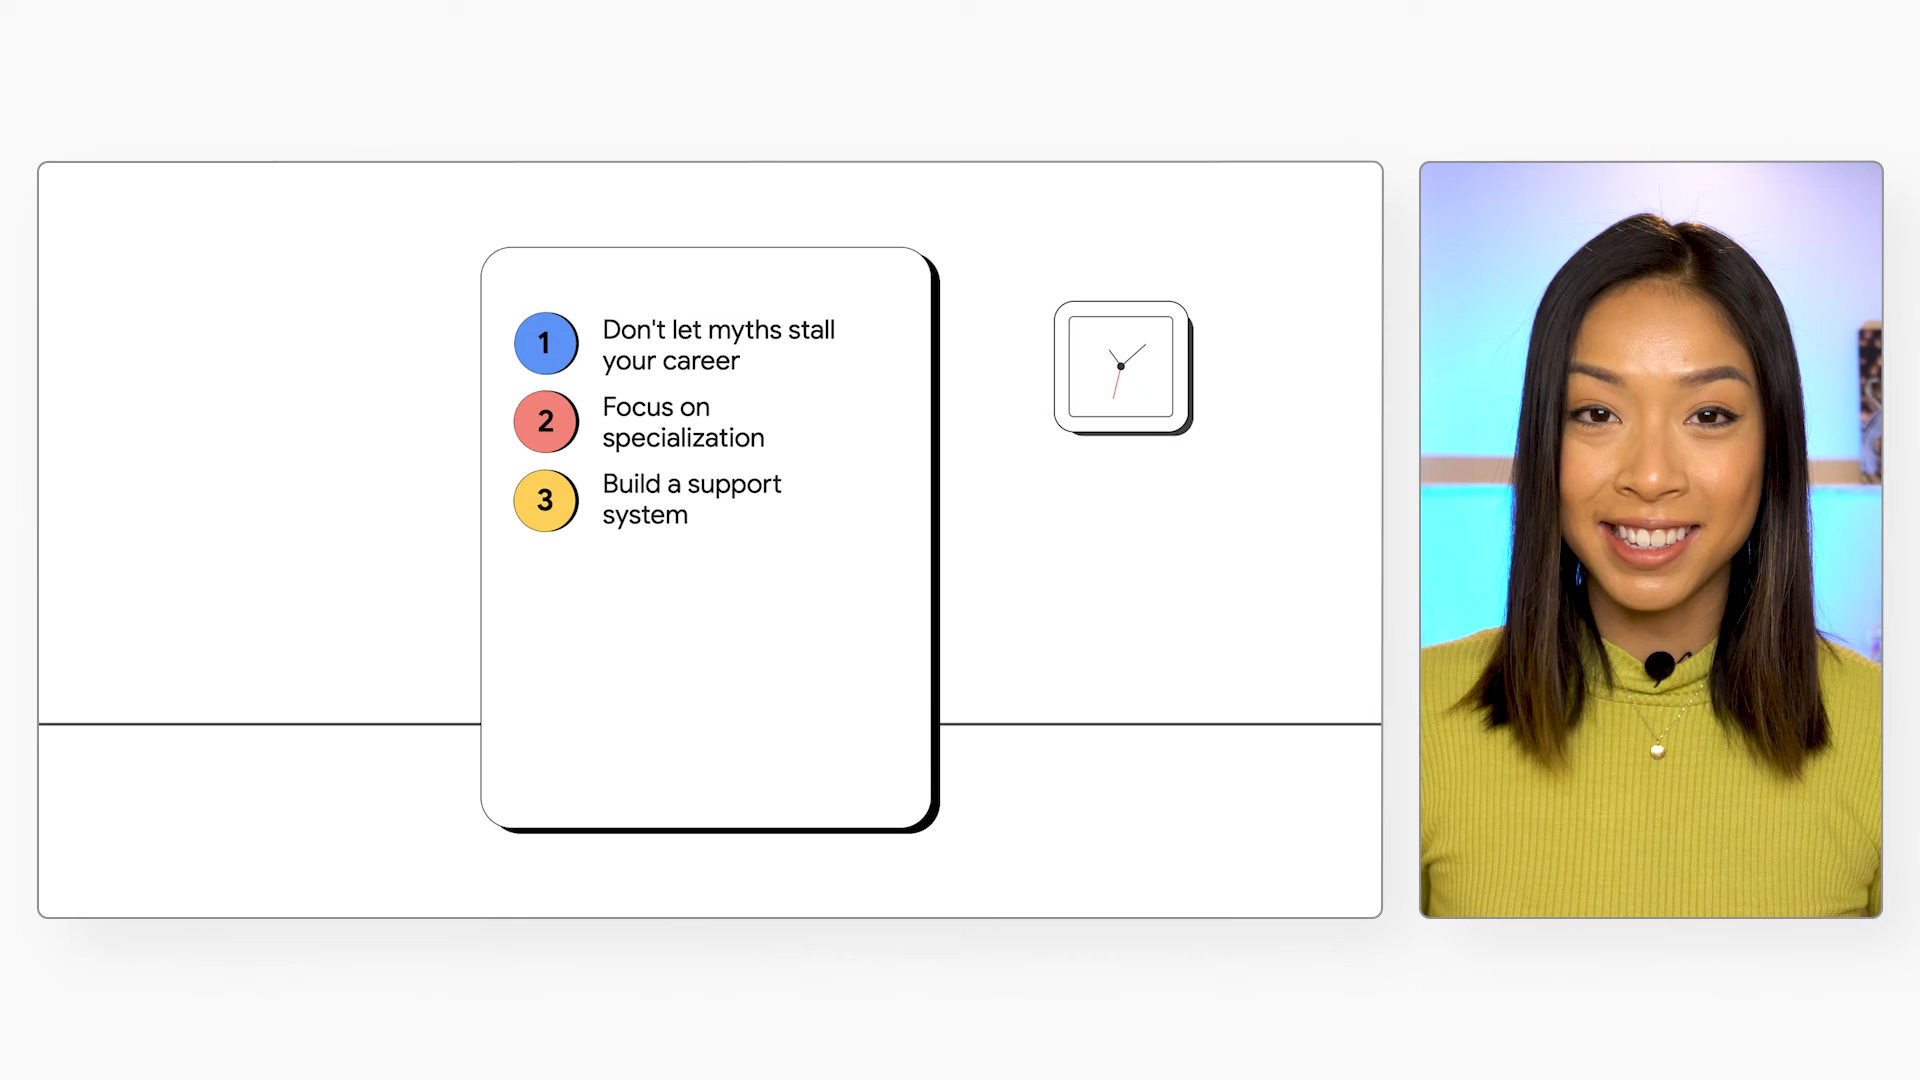 1
Don't let myths stall
your career
2
Focus on
specialization
3
Build a support
system